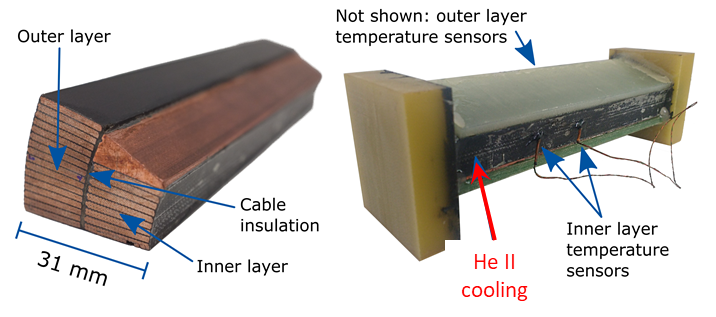 Outer layer
Cable
insulation
Inner layer
31 mm
Not shown: outer layer
temperature sensors
Inner layer
temperature
sensors
He II
cooling